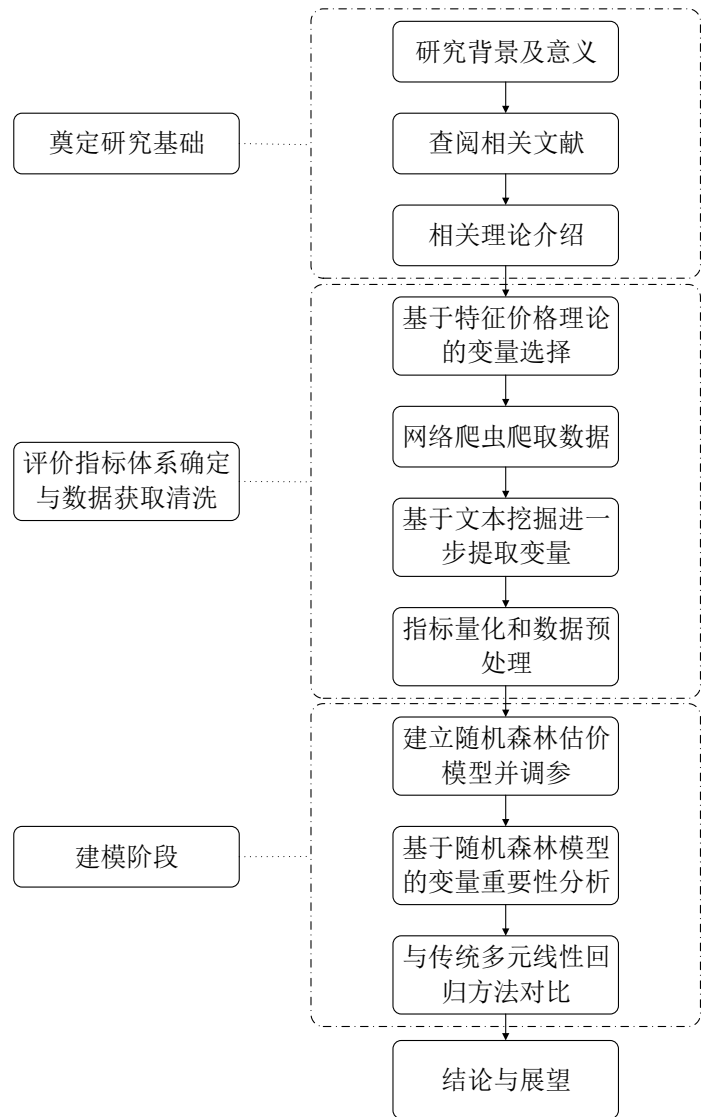 研究背景及意义
奠定研究基础
查阅相关文献
相关理论介绍
基于特征价格理论
的变量选择
网络爬虫爬取数据
评价指标体系确定
与数据获取清洗
基于文本挖掘进一
步提取变量
指标量化和数据预
处理
建立随机森林估价
模型并调参
建模阶段
基于随机森林模型
的变量重要性分析
与传统多元线性回
归方法对比
结论与展望